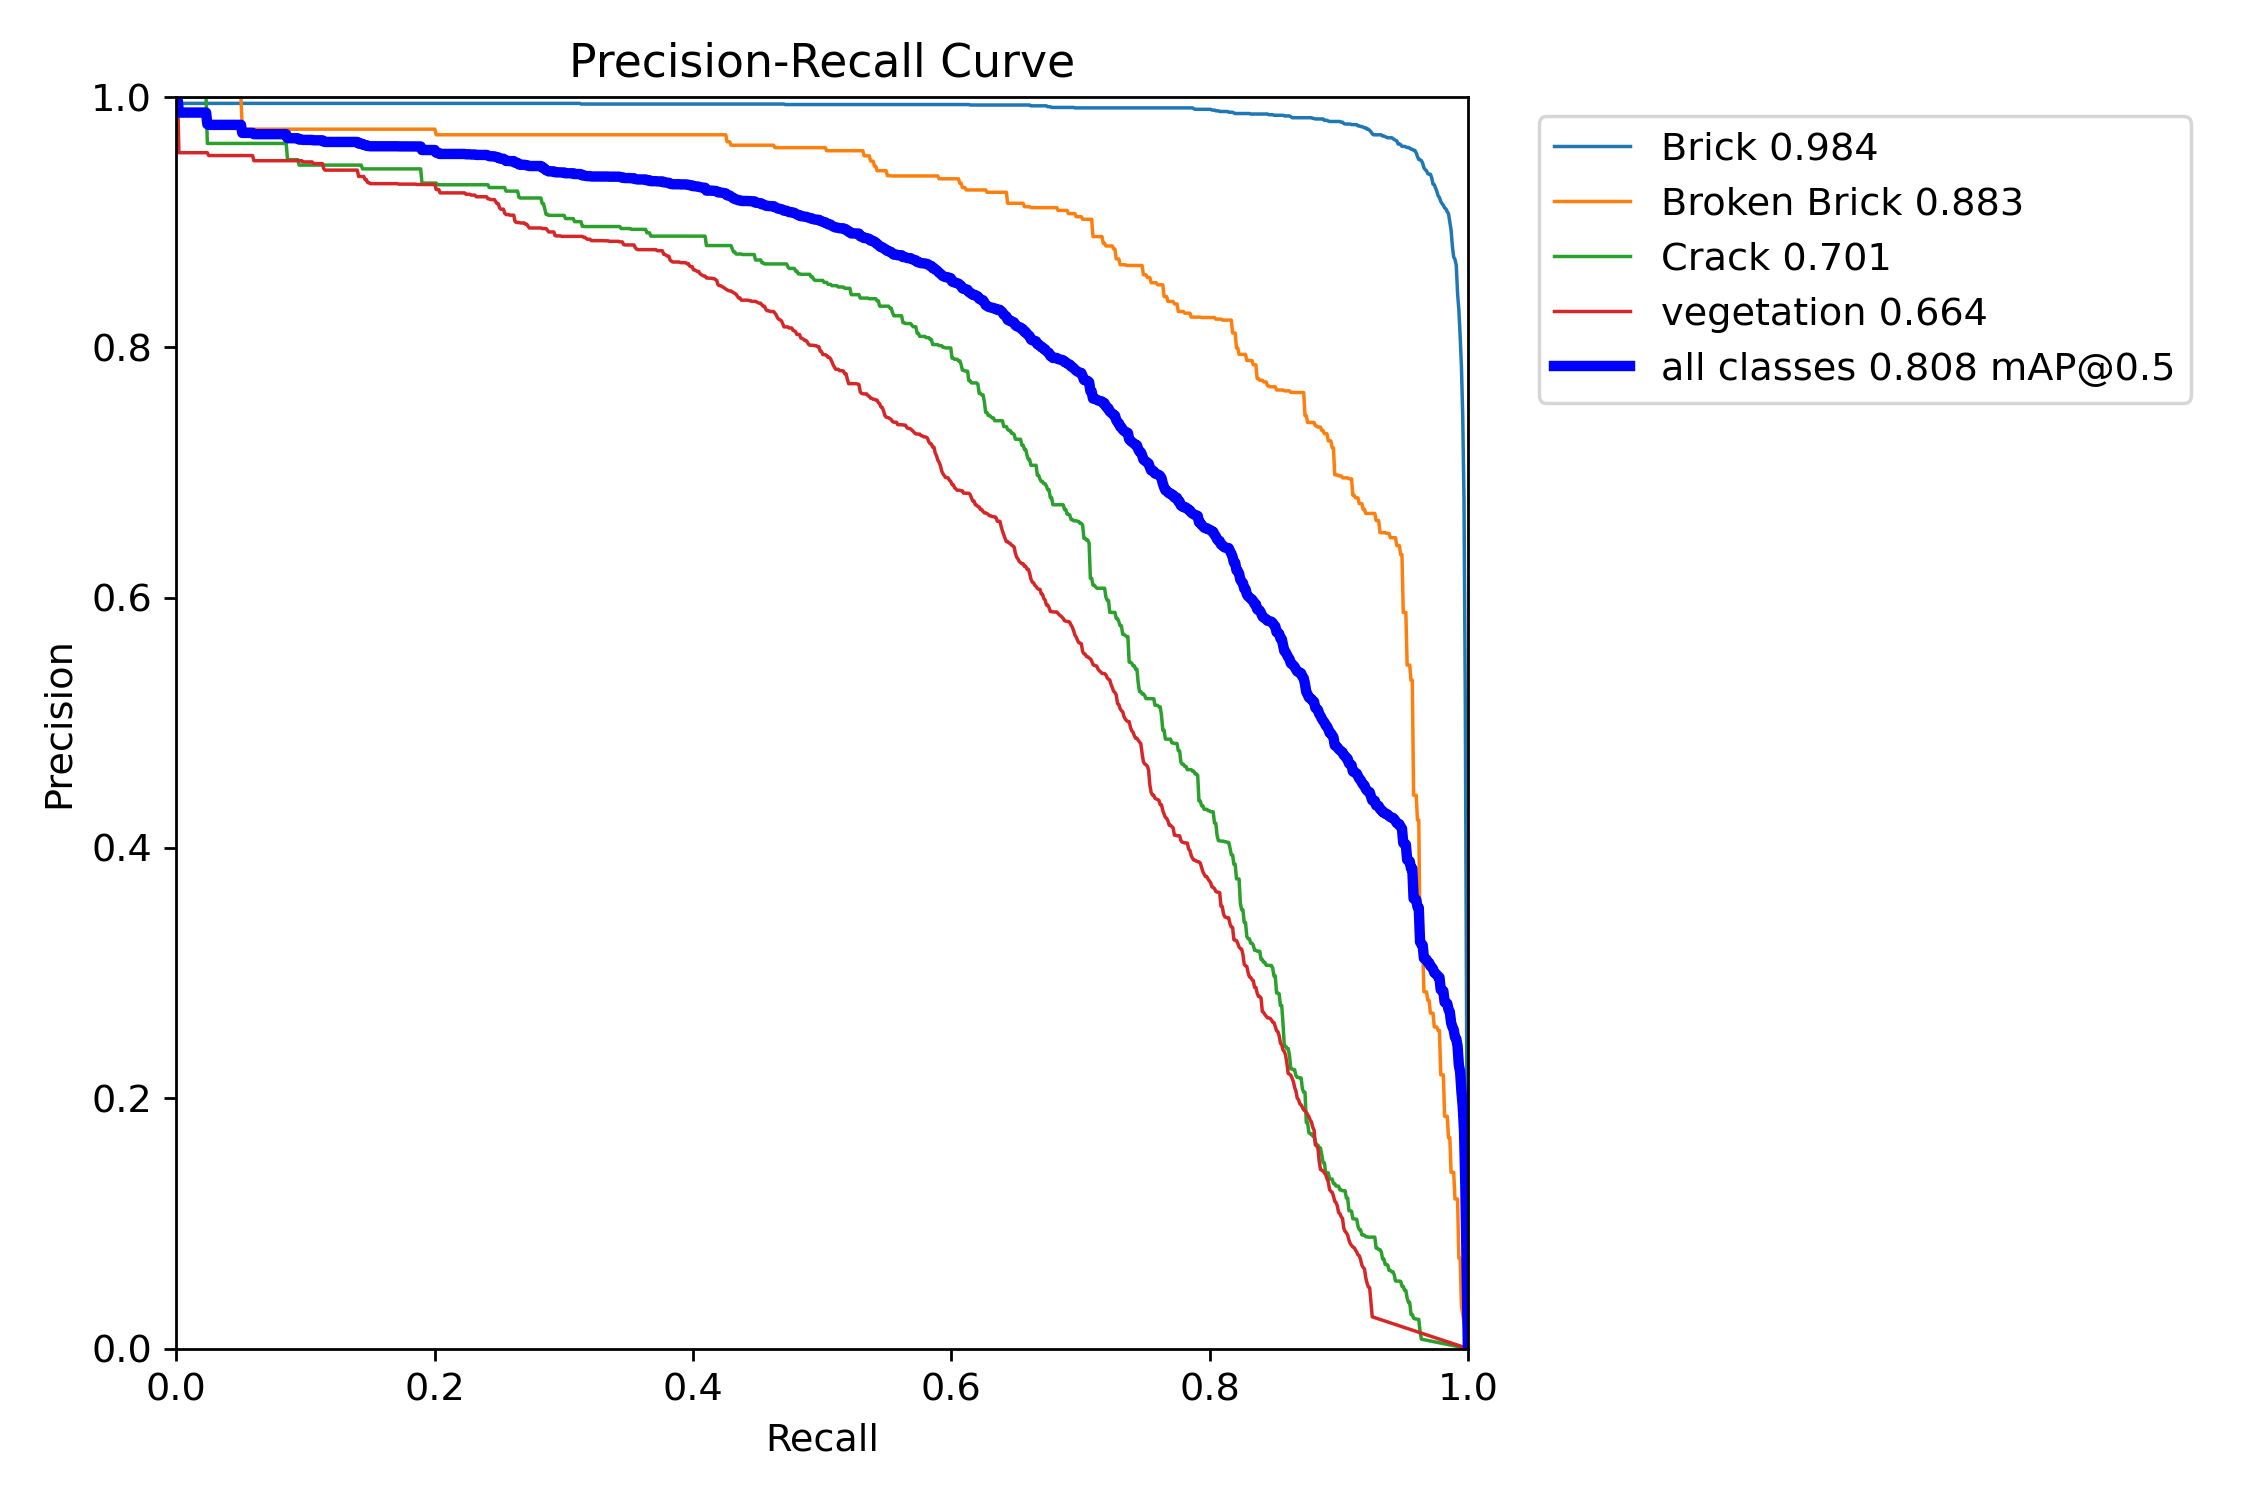 Precision-Recall Curve
1.0
0.8
0.6
0.4
0.2
0.0
Precision
0.0 0.2 0.4 0.6 0.8 1.0
Recall
Brick 0.984
Broken Brick 0.883
Crack 0.701
vegetation 0.664
all classes 0.808 mAP@0.5